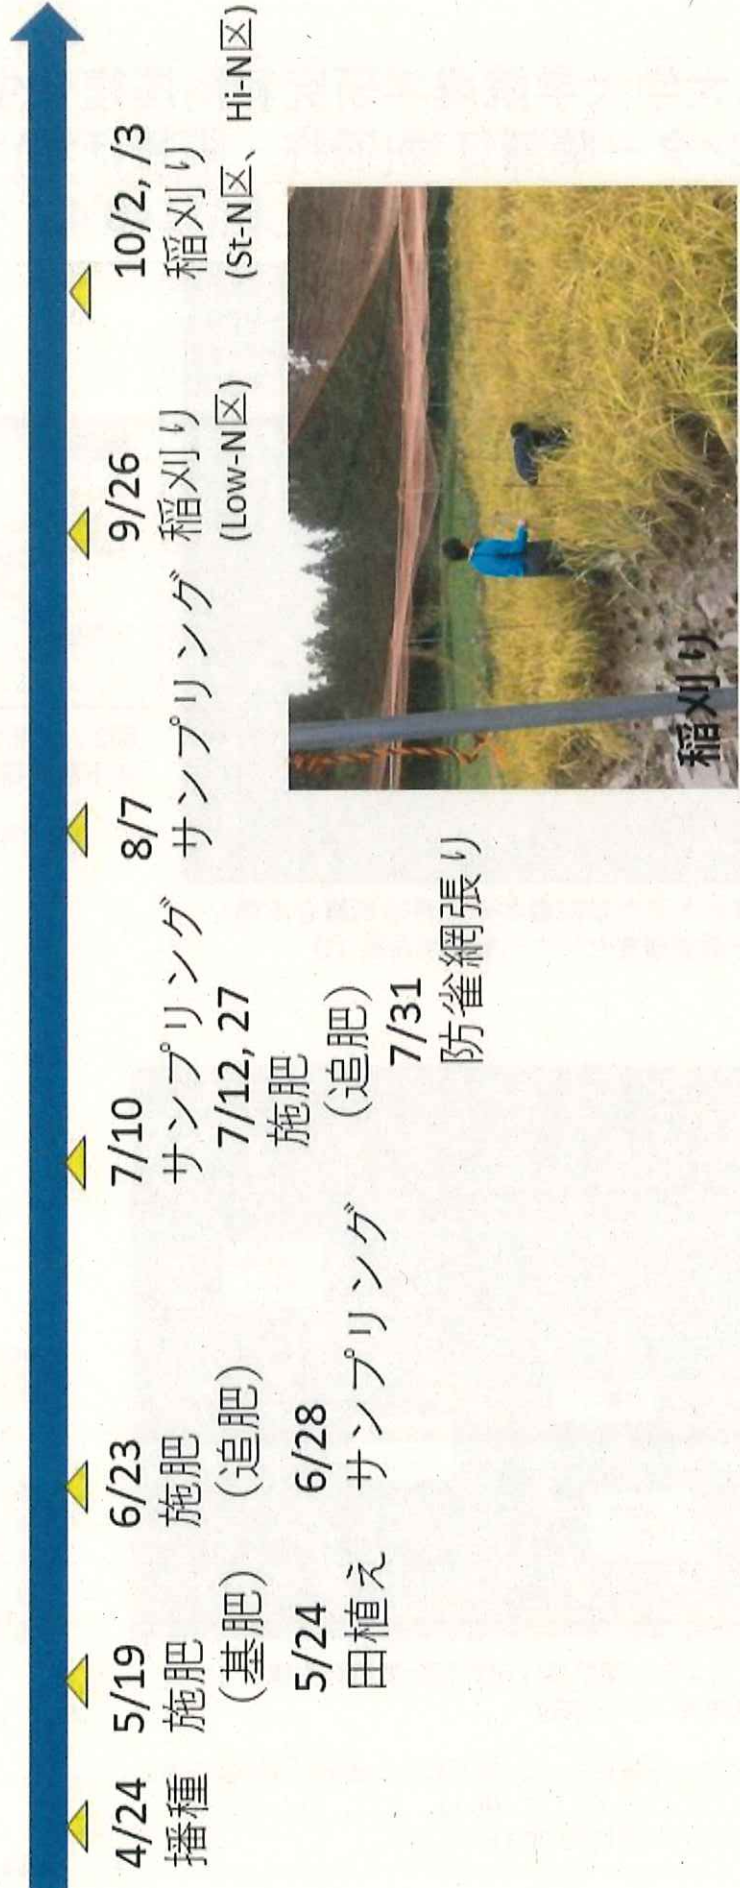 4/24
播種
5/19
施肥
(基肥)
5/24
田植え
6/23
施肥
(追肥)
6/28
サンプリング
7/10
サンプリング
7/12, 27
施肥
(追肥)
7/31
防雀網張り
8/7
サンプリング
9/26
稲刈り
(Low-N区)
10/2, /3
稲刈り
(St-N区、Hi-N区)
稲刈り